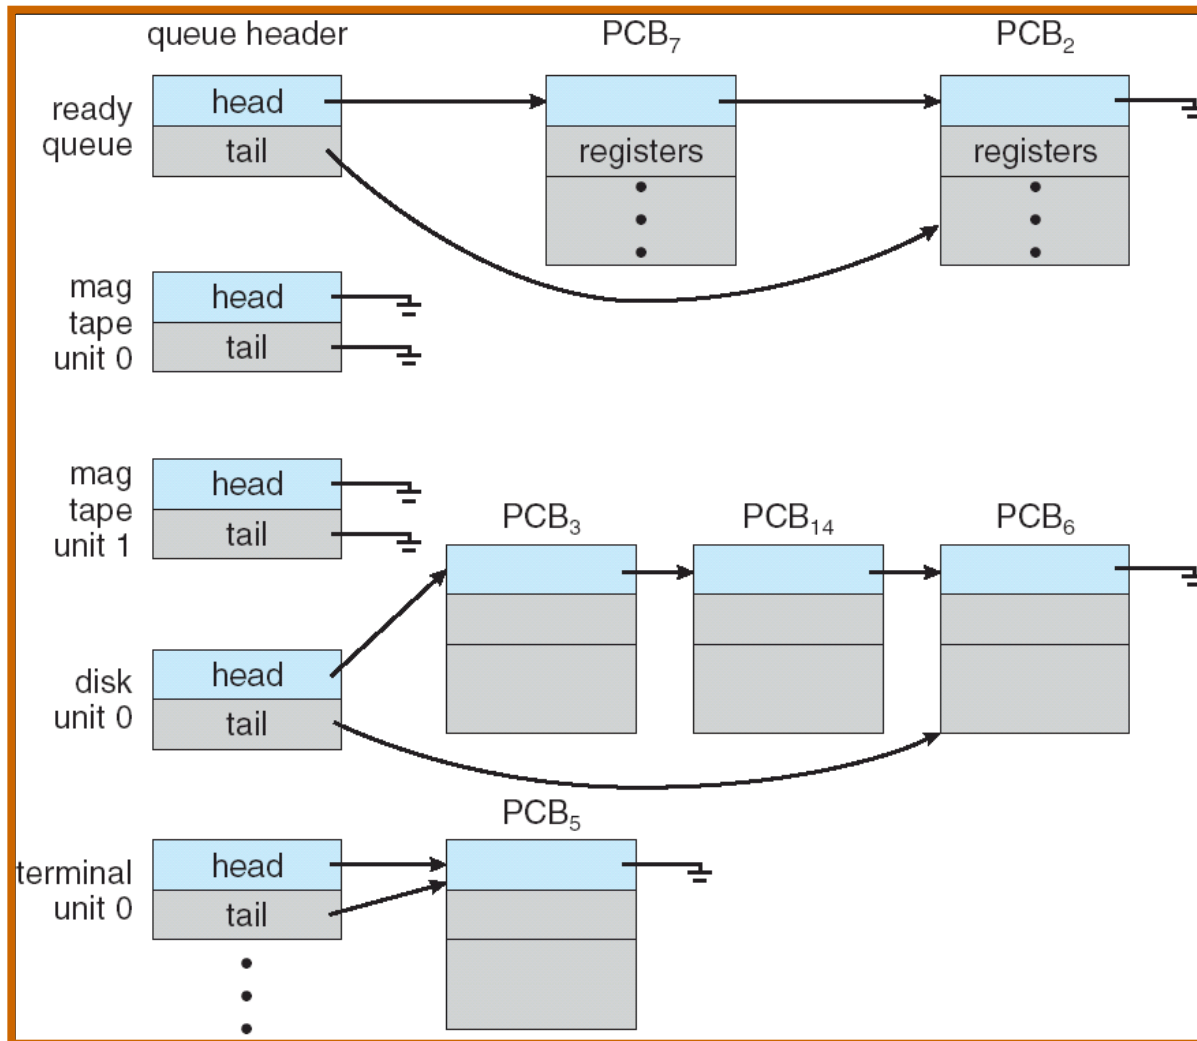 queue header
PCB₇
PCB₂
ready
queue
head
tail
registers
registers
mag
tape
unit 0
head
tail
mag
tape
unit 1
head
tail
PCB₃
PCB₁₄
PCB₆
disk
unit 0
head
tail
PCB₅
terminal
unit 0
head
tail